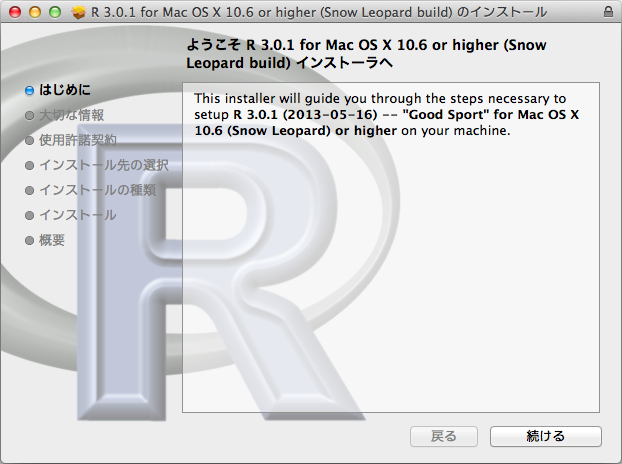 R 3.0.1 for Mac OS X 10.6 or higher (Snow Leopard build) のインストール
ようこそ R 3.0.1 for Mac OS X 10.6 or higher (Snow
Leopard build) インストーラへ
はじめに
大切な情報
使用許諾契約
インストール先の選択
インストールの種類
インストール
概要
This installer will guide you through the steps necessary to
setup R 3.0.1 (2013-05-16) -- "Good Sport" for Mac OS X
10.6 (Snow Leopard) or higher on your machine.
R
戻る
続ける